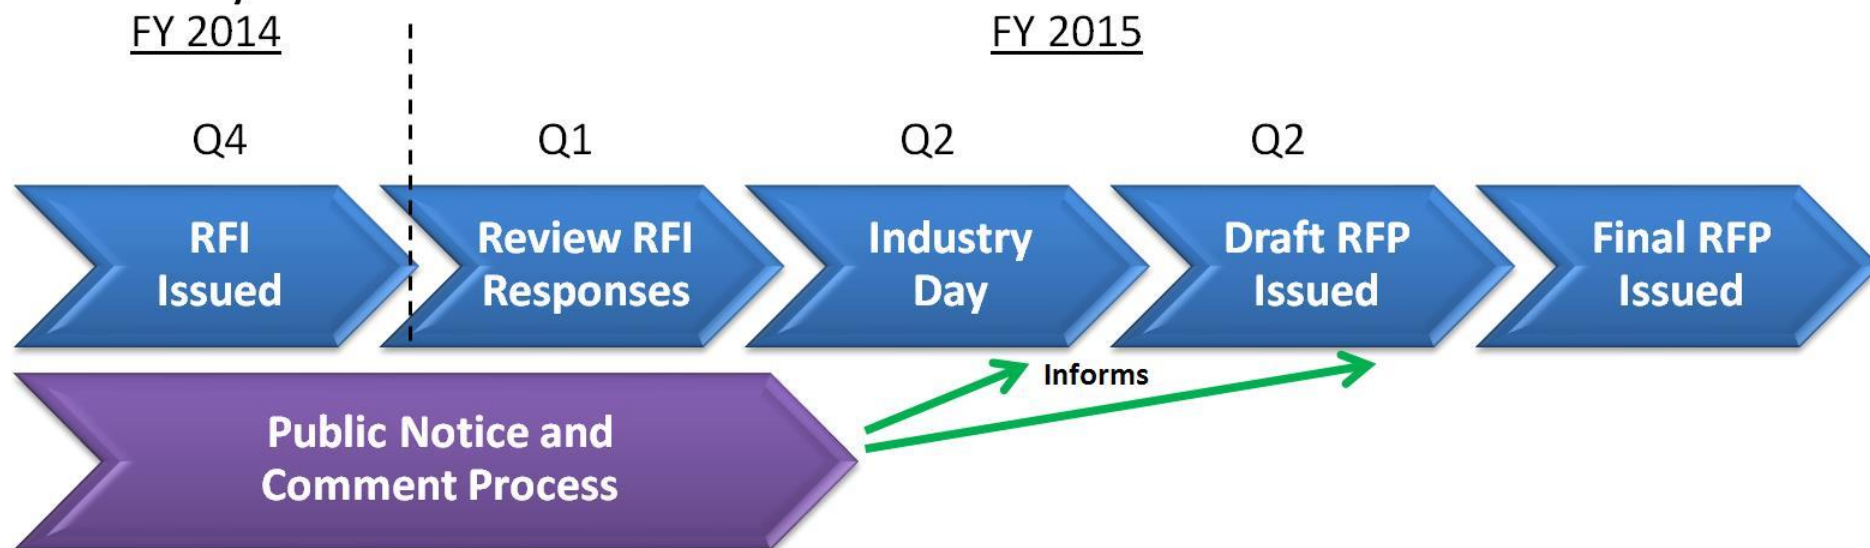 FY 2014
FY 2015
Q4
Q1
Q2
Q2
RFI
Issued
Review RFI
Responses
Industry
Day
Draft RFP
Issued
Final RFP
Issued
Informs
Public Notice and
Comment Process